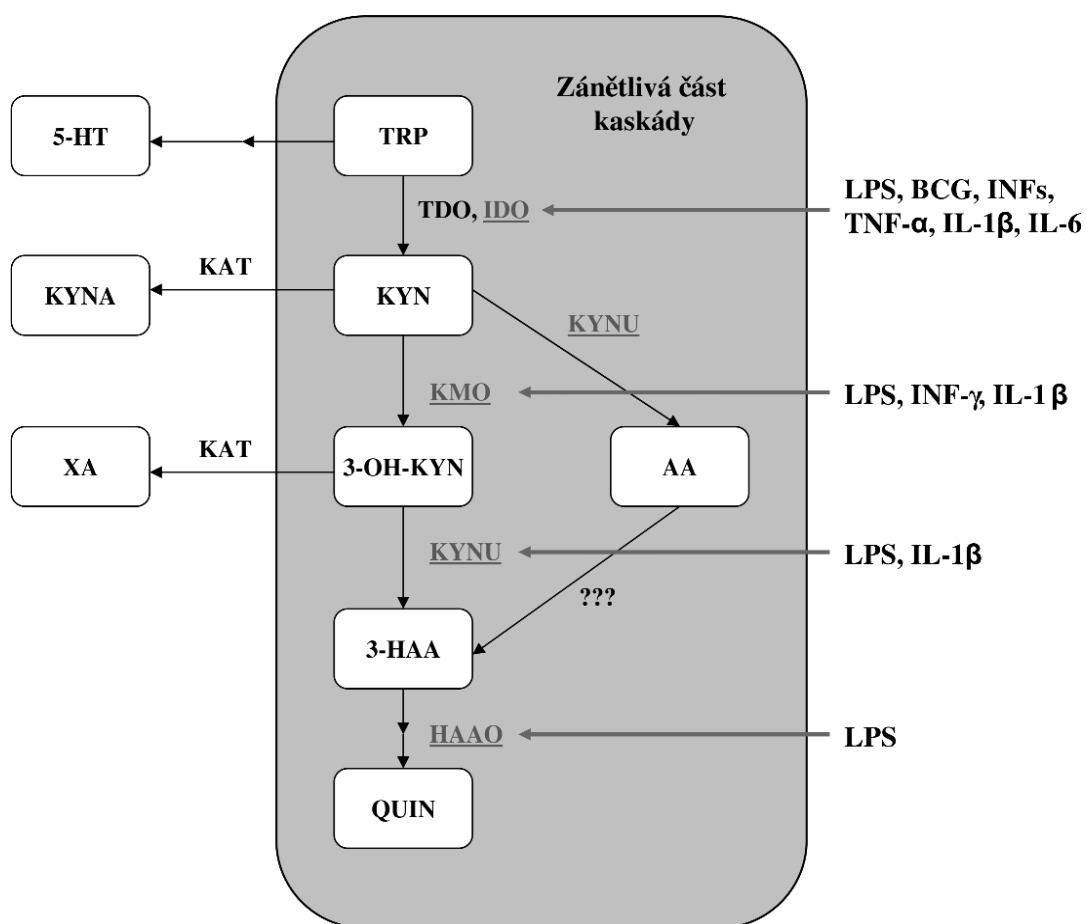 Zánětlivá část
kaskády
5-HT
TRP
LPS, BCG, INFs,
TNF-α, IL-1β, IL-6
TDO, IDO
KAT
KYNA
KYN
KYNU
KMO
LPS, INF-γ, IL-1 β
KAT
XA
3-OH-KYN
AA
KYNU
LPS, IL-1β
???
3-HAA
HAAO
LPS
QUIN